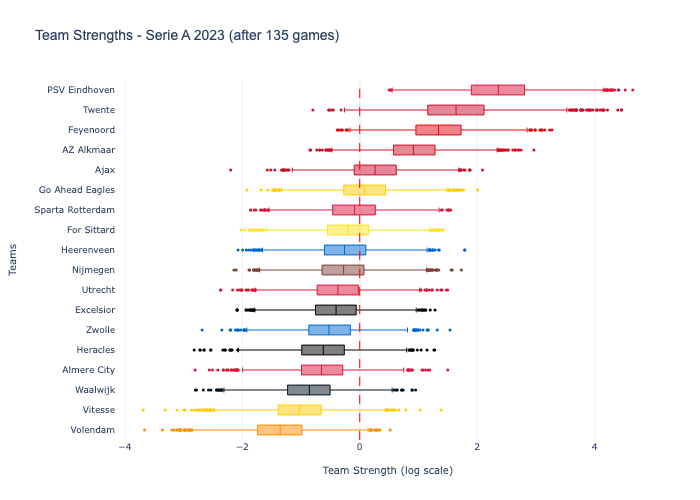 Team Strengths - Serie A 2023 (after 135 games)
PSV Eindhoven
Twente
Feyenoord
AZ Alkmaar
Ajax
Go Ahead Eagles
Sparta Rotterdam
For Sittard
Heerenveen
Nijmegen
Utrecht
Excelsior
Zwolle
Heracles
Almere City
Waalwijk
Vitesse
Volendam
Teams
−4 −2 0 2 4
Team Strength (log scale)